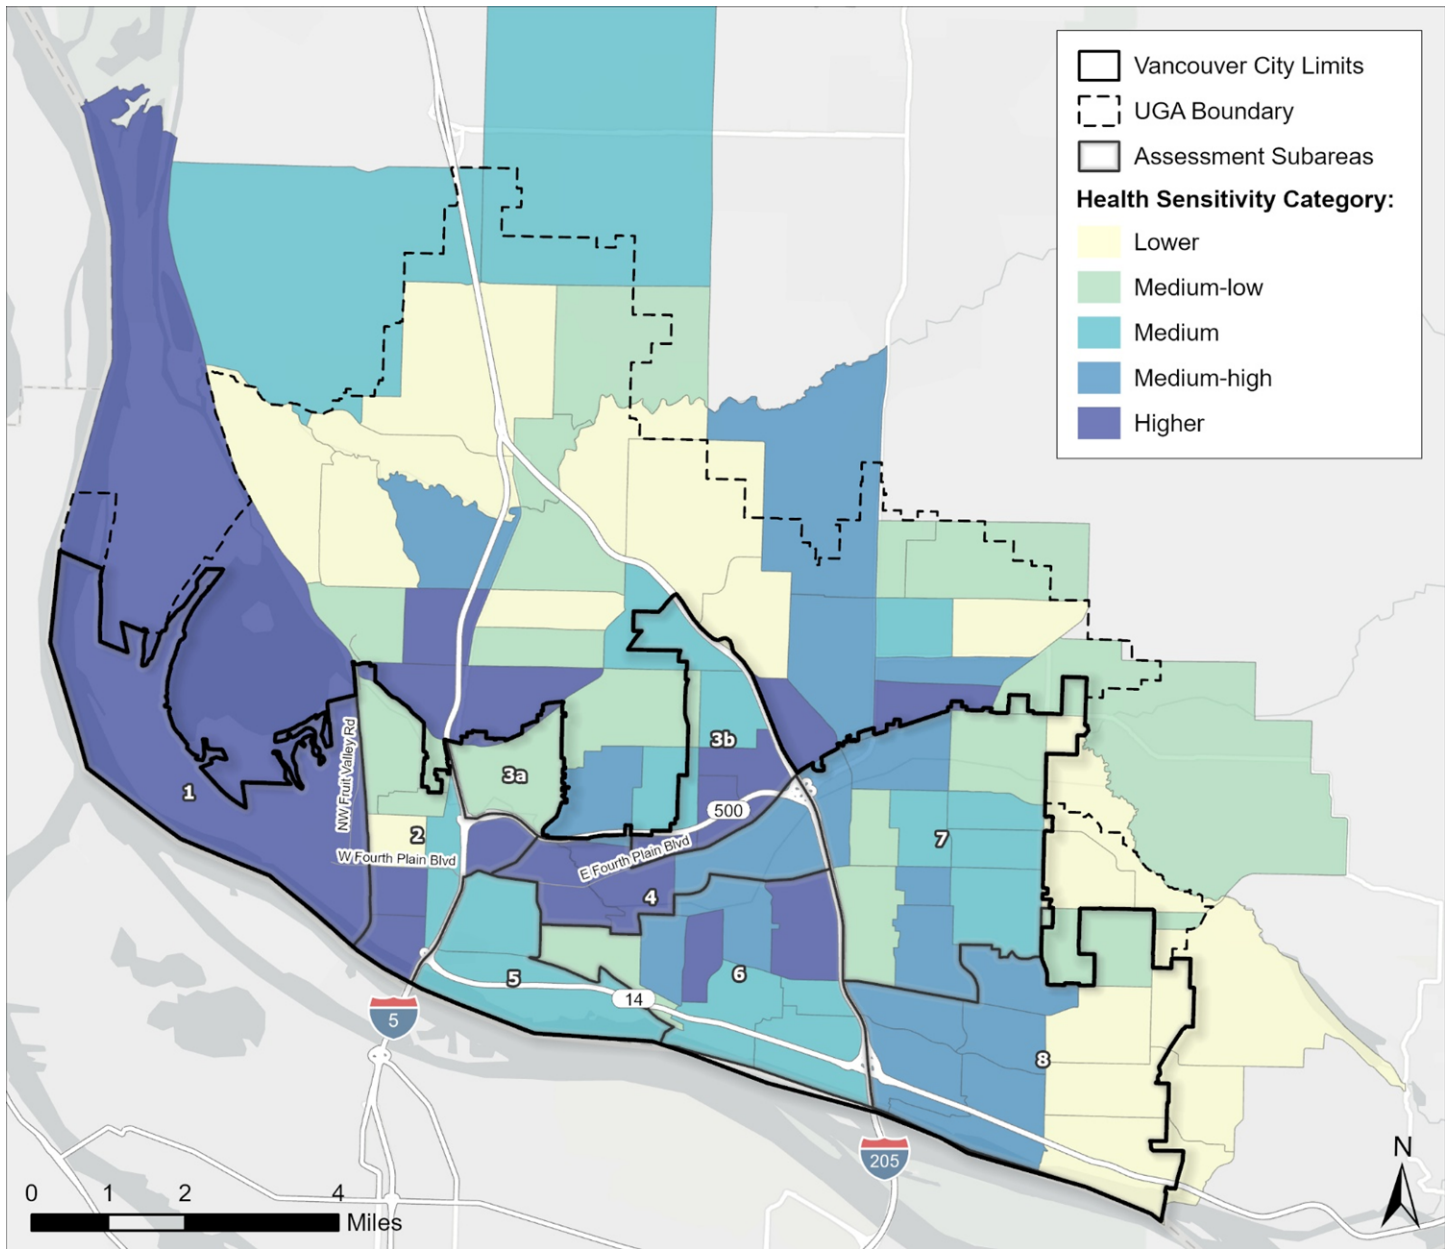 Vancouver City Limits
UGA Boundary
Assessment Subareas
Health Sensitivity Category:
Lower
Medium-low
Medium
Medium-high
Higher
1
NW Fruit Valley Rd
2
W Fourth Plain Blvd
3a
3b
500
E Fourth Plain Blvd
4
7
5
6
14
8
5
205
N
0 1 2 4
Miles